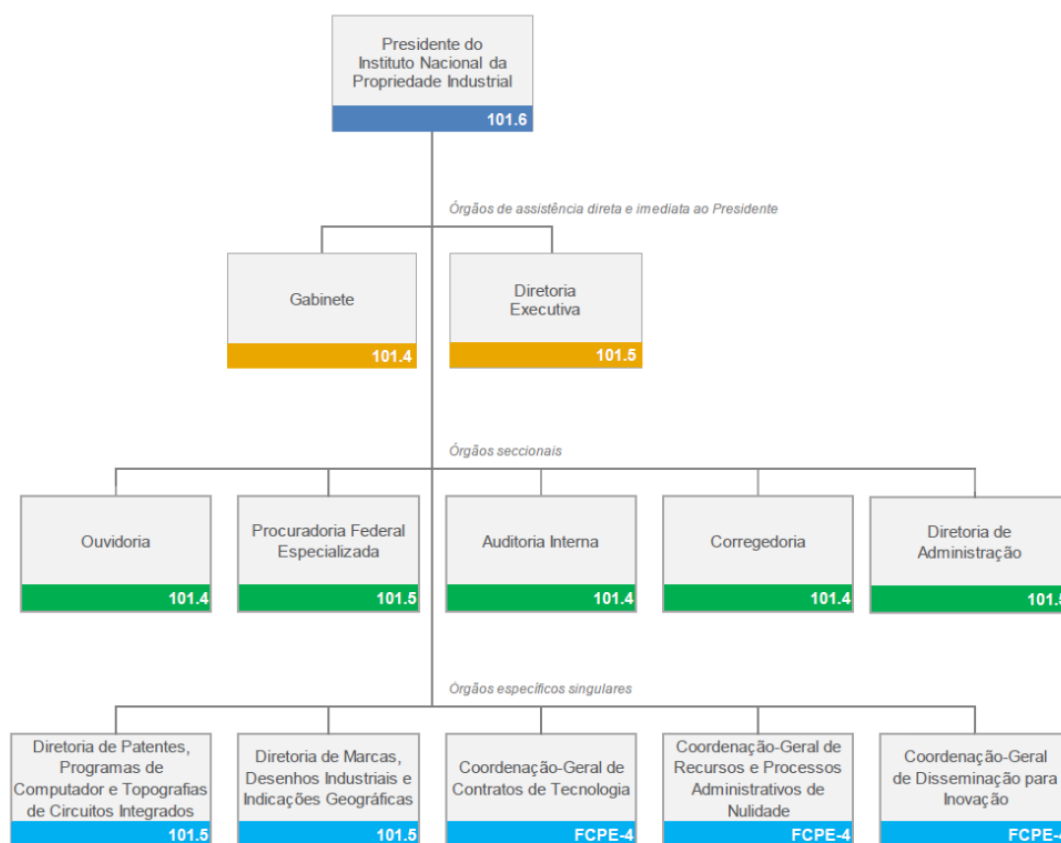 Presidente do
Instituto Nacional da
Propriedade Industrial
101.6
Órgãos de assistência direta e imediata ao Presidente
Gabinete
101.4
Diretoria
Executiva
101.5
Órgãos seccionais
Ouvidoria
101.4
Procuradoria Federal
Especializada
101.5
Auditoria Interna
101.4
Corregedoria
101.4
Diretoria de
Administração
101.5
Órgãos específicos singulares
Diretoria de Patentes,
Programas de
Computador e Topografias
de Circuitos Integrados
101.5
Diretoria de Marcas,
Desenhos Industriais e
Indicações Geográficas
101.5
Coordenação-Geral de
Contratos de Tecnologia
FCPE-4
Coordenação-Geral de
Recursos e Processos
Administrativos de
Nulidade
FCPE-4
Coordenação-Geral
de Disseminação para
Inovação
FCPE-4